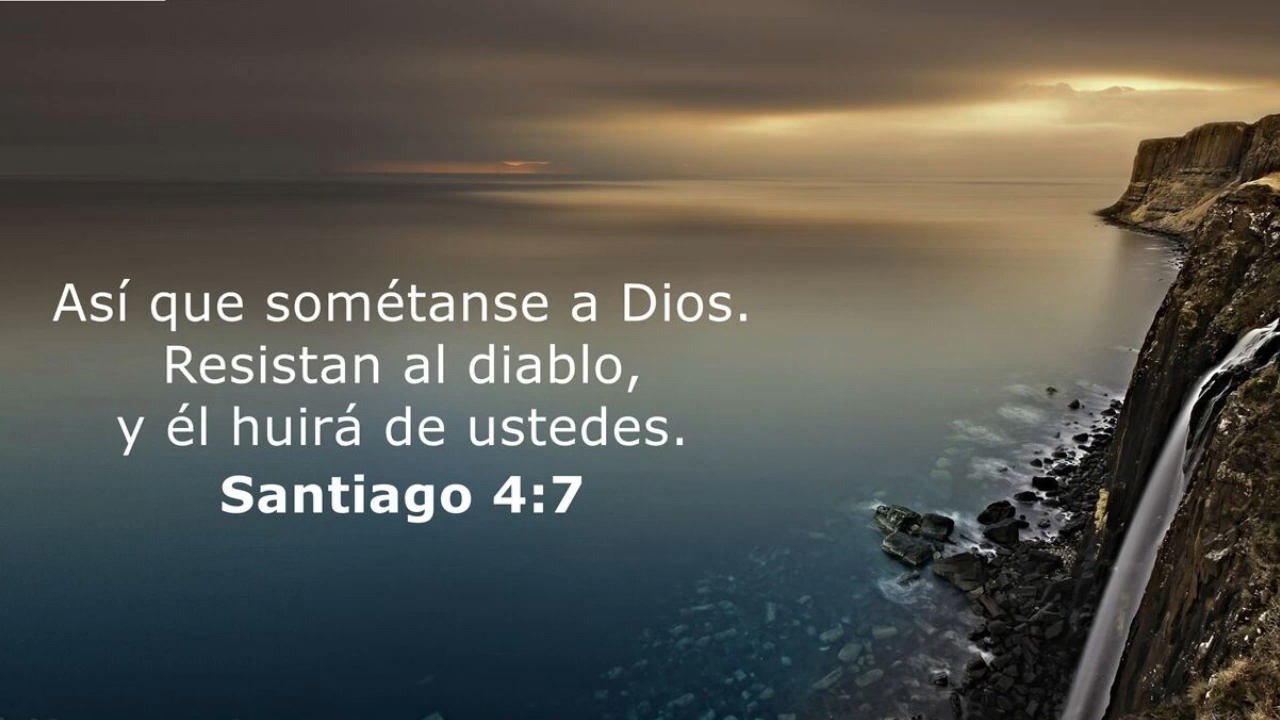 Así que sométanse a Dios.
Resistan al diablo,
y él huirá de ustedes.
Santiago 4:7